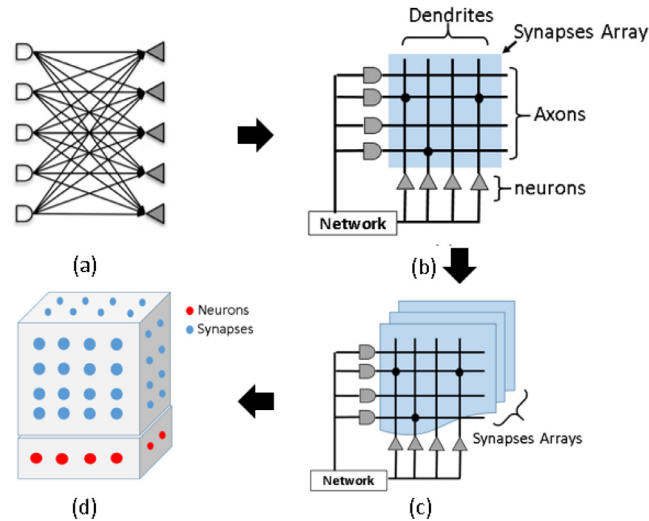 Dendrites
Synapses Array
Axons
neurons
Network
(a)
(b)
Neurons
Synapses
Synapses Arrays
Network
(d)
(c)